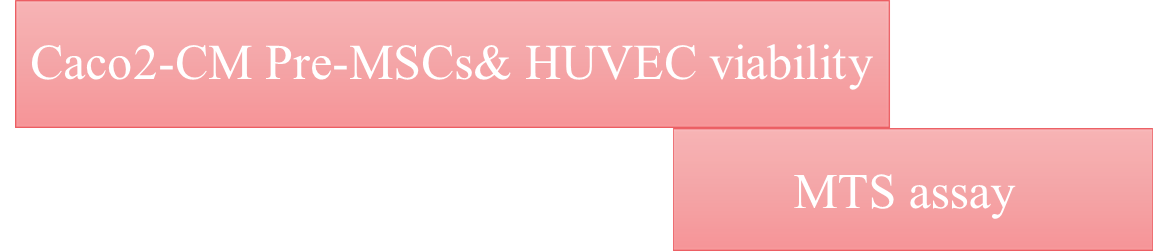 Caco2-CM Pre-MSCs& HUVEC viability
MTS assay